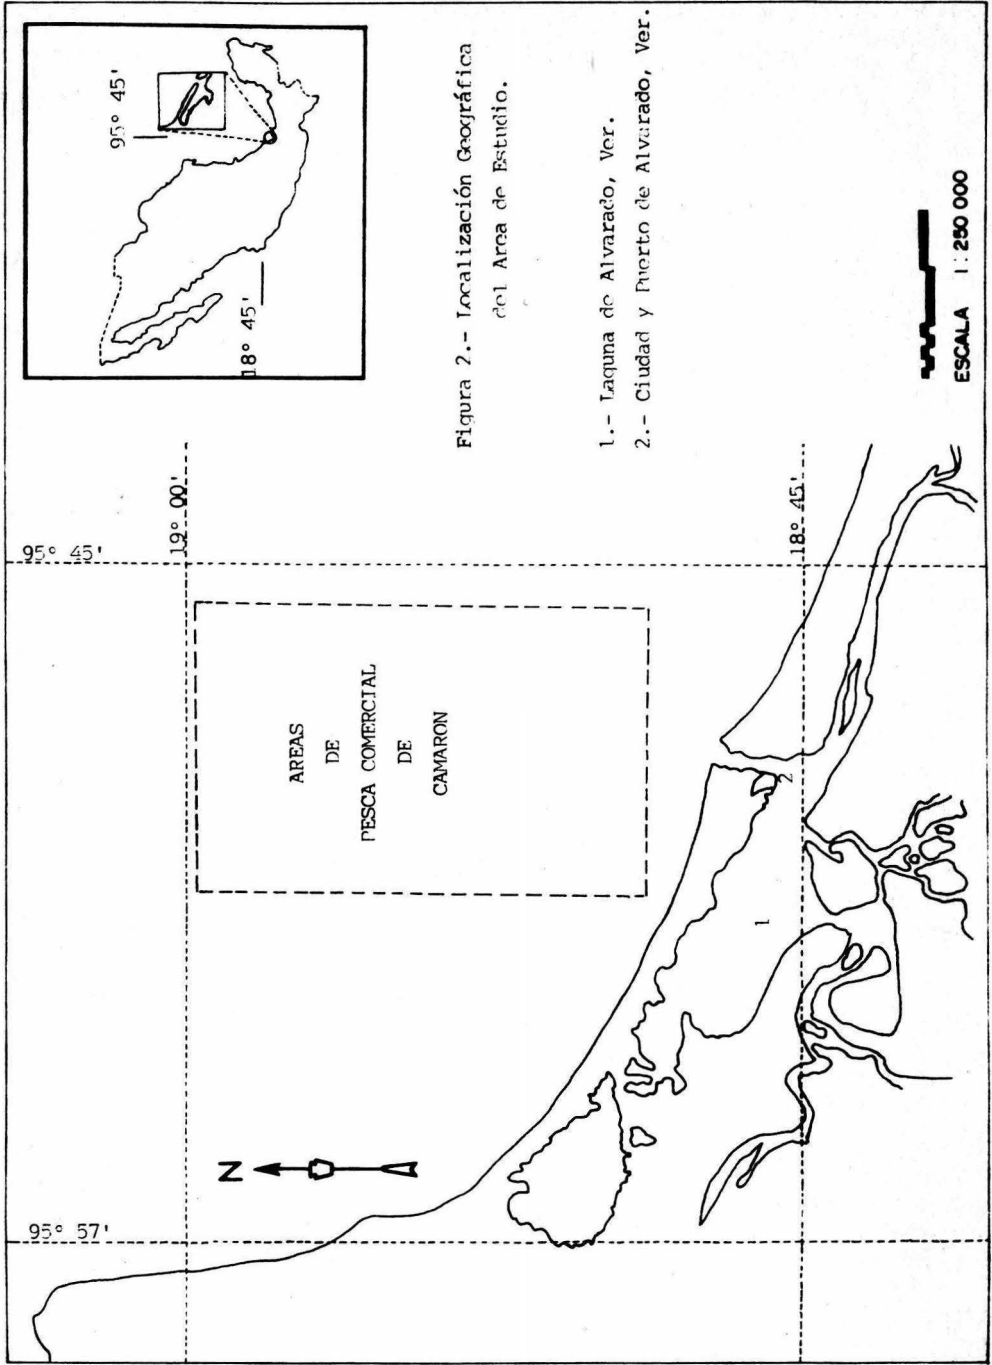 95° 45'
18° 45'
Figura 2.- Localización Geográfica
del Area de Estudio.
1.- Laguna de Alvarado, Ver.
2.- Ciudad y Puerto de Alvarado, Ver.
ESCALA 1: 250 000
95° 57'
95° 45'
19° 00'
18° 45'
N
AREAS
DE
PESCA COMERCIAL
DE
CAMARON
1
2